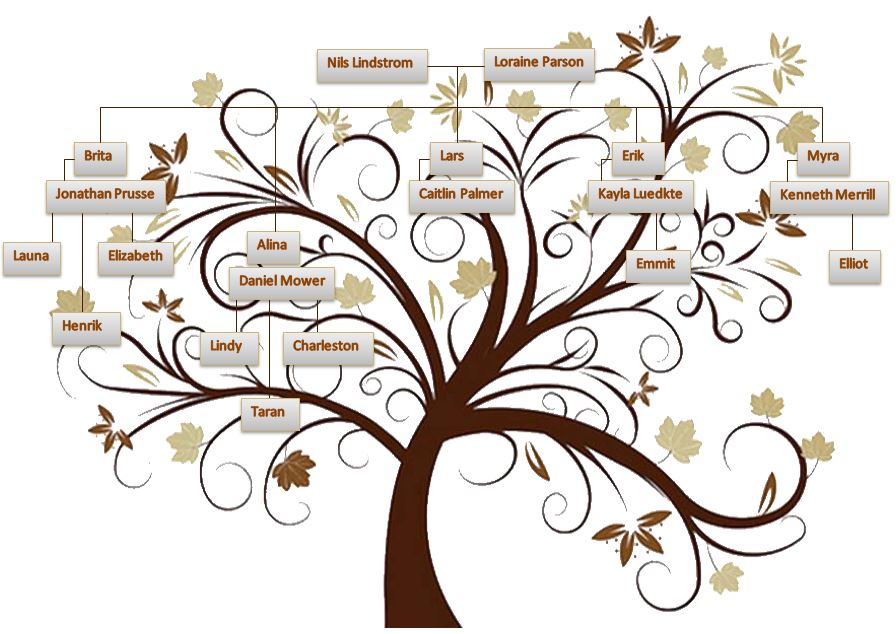 Nils Lindstrom
Loraine Parson
Brita
Lars
Erik
Myra
Jonathan Prusse
Caitlin Palmer
Kayla Luedkte
Kenneth Merrill
Launa
Elizabeth
Alina
Emmit
Elliot
Daniel Mower
Henrik
Lindy
Charleston
Taran